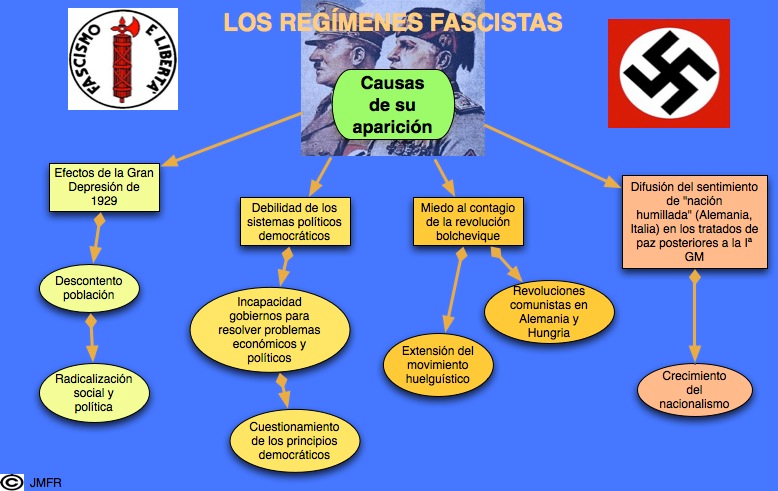 LOS REGÍMENES FASCISTAS
FASCISMO E LIBERTÀ
Causas
de su
aparición
Efectos de la Gran
Depresión de
1929
Debilidad de los
sistemas políticos
democráticos
Miedo al contagio
de la revolución
bolchevique
Difusión del sentimiento
de "nación
humillada" (Alemania,
Italia) en los tratados de
paz posteriores a la Iª
GM
Descontento
población
Incapacidad
gobiernos para
resolver problemas
económicos y
políticos
Revoluciones
comunistas en
Alemania y
Hungria
Extensión del
movimiento
huelguístico
Radicalización
social y
política
Crecimiento
del
nacionalismo
Cuestionamiento
de los principios
democráticos
© JMFR